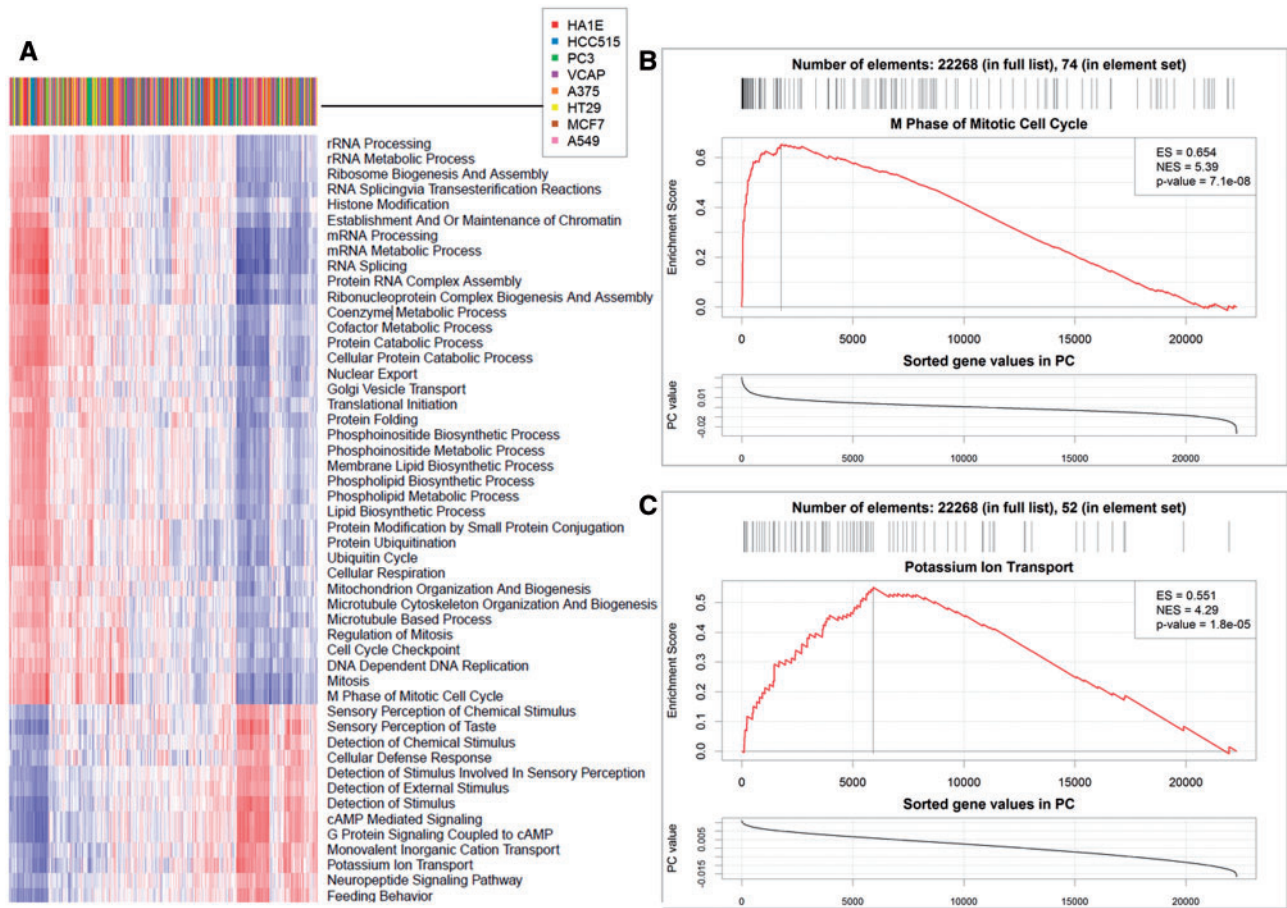 A
HA1E
HCC515
PC3
VCAP
A375
HT29
MCF7
A549
rRNA Processing
rRNA Metabolic Process
Ribosome Biogenesis And Assembly
RNA Splicingvia Transesterification Reactions
Histone Modification
Establishment And Or Maintenance of Chromatin
mRNA Processing
mRNA Metabolic Process
RNA Splicing
Protein RNA Complex Assembly
Ribonucleoprotein Complex Biogenesis And Assembly
Coenzyme Metabolic Process
Cofactor Metabolic Process
Protein Catabolic Process
Cellular Protein Catabolic Process
Nuclear Export
Golgi Vesicle Transport
Translational Initiation
Protein Folding
Phosphoinositide Biosynthetic Process
Phosphoinositide Metabolic Process
Membrane Lipid Biosynthetic Process
Phospholipid Biosynthetic Process
Phospholipid Metabolic Process
Lipid Biosynthetic Process
Protein Modification by Small Protein Conjugation
Protein Ubiquitination
Ubiquitin Cycle
Cellular Respiration
Mitochondrion Organization And Biogenesis
Microtubule Cytoskeleton Organization And Biogenesis
Microtubule Based Process
Regulation of Mitosis
Cell Cycle Checkpoint
DNA Dependent DNA Replication
Mitosis
M Phase of Mitotic Cell Cycle
Sensory Perception of Chemical Stimulus
Sensory Perception of Taste
Detection of Chemical Stimulus
Cellular Defense Response
Detection of Stimulus Involved In Sensory Perception
Detection of External Stimulus
Detection of Stimulus
cAMP Mediated Signaling
G Protein Signaling Coupled to cAMP
Monovalent Inorganic Cation Transport
Potassium Ion Transport
Neuropeptide Signaling Pathway
Feeding Behavior
B
Number of elements: 22268 (in full list), 74 (in element set)
M Phase of Mitotic Cell Cycle
ES = 0.654
NES = 5.39
p-value = 7.1e-08
Enrichment Score
0.6
0.4
0.2
0.0
0 5000 10000 15000 20000
Sorted gene values in PC
PC value
0.01
-0.02
0 5000 10000 15000 20000
C
Number of elements: 22268 (in full list), 52 (in element set)
Potassium Ion Transport
ES = 0.551
NES = 4.29
p-value = 1.8e-05
Enrichment Score
0.5
0.4
0.3
0.2
0.1
0.0
0 5000 10000 15000 20000
Sorted gene values in PC
PC value
0.005
-0.015
0 5000 10000 15000 20000